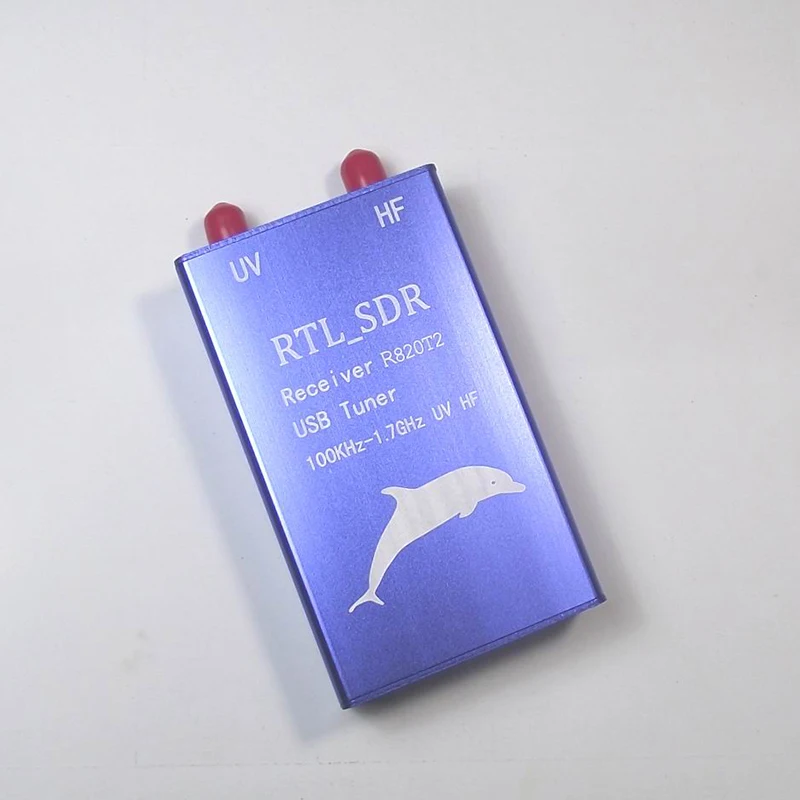 UV HF
RTL_SDR
Receiver R820T2
USB Tuner
100KHz-1.7GHz UV HF